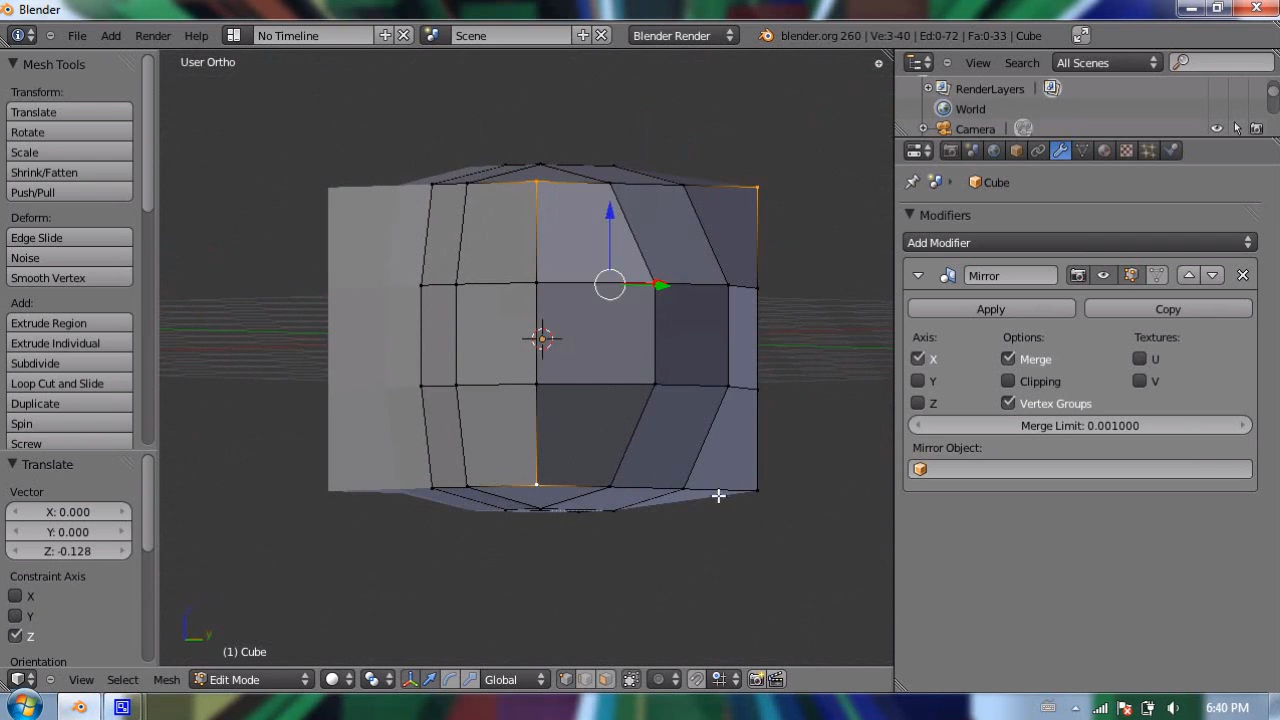 Blender
File Add Render Help No Timeline Scene Blender Render blender.org 260 | Ve:3-40 | Ed:0-72 | Fa:0-33 | Cube
Mesh Tools
Transform:
Translate
Rotate
Scale
Shrink/Fatten
Push/Pull
Deform:
Edge Slide
Noise
Smooth Vertex
Add:
Extrude Region
Extrude Individual
Subdivide
Loop Cut and Slide
Duplicate
Spin
Screw
Translate
Vector
X: 0.000
Y: 0.000
Z: -0.128
Constraint Axis
X
Y
Z
Orientation
User Ortho
y
(1) Cube
View Select Mesh Edit Mode Global
View Search All Scenes
RenderLayers
World
Camera
Cube
Modifiers
Add Modifier
Mirror
Apply Copy
Axis: Options: Textures:
X Merge U
Y Clipping V
Z Vertex Groups
Merge Limit: 0.001000
Mirror Object:
6:40 PM